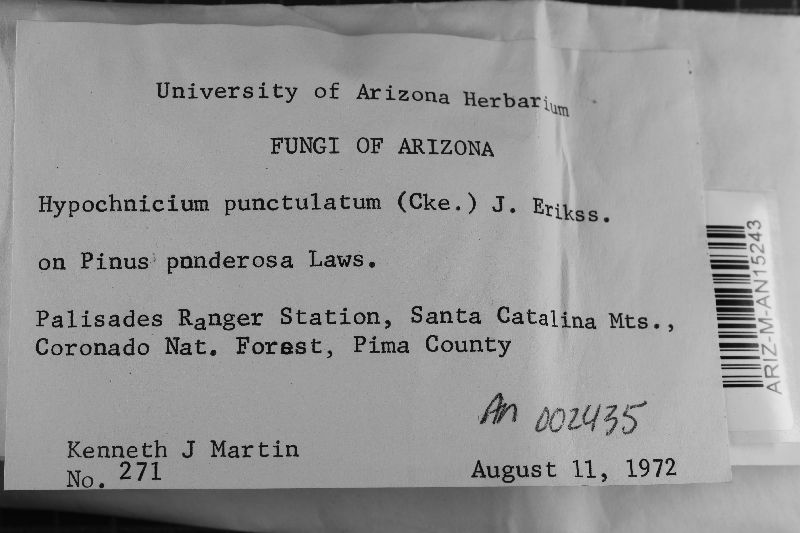 University of Arizona Herbarium
FUNGI OF ARIZONA
Hypochnicium punctulatum (Cke.) J. Erikss.
on Pinus pnnderosa Laws.
Palisades Ranger Station, Santa Catalina Mts.,
Coronado Nat. Forest, Pima County
An 002435
Kenneth J Martin
No. 271
August 11, 1972
ARIZ-M-AN15243